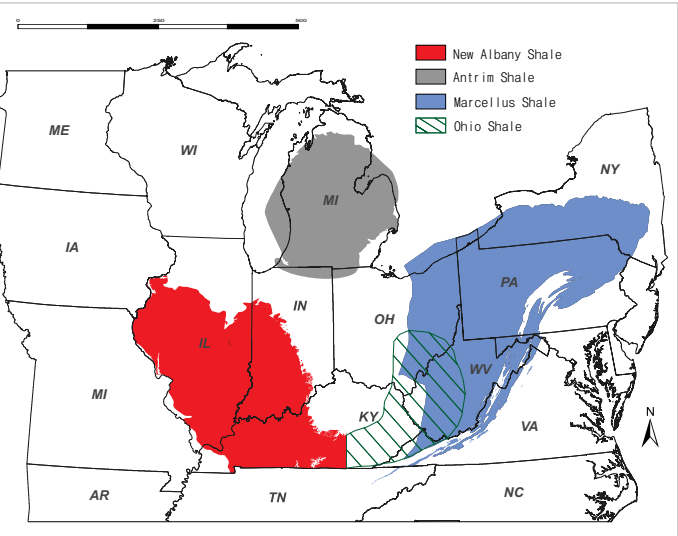 0 250 500
New Albany Shale
Antrim Shale
Marcellus Shale
Ohio Shale
ME
WI
MI
NY
IA
IN
OH
PA
IL
WV
MI
KY
VA
N
AR
TN
NC